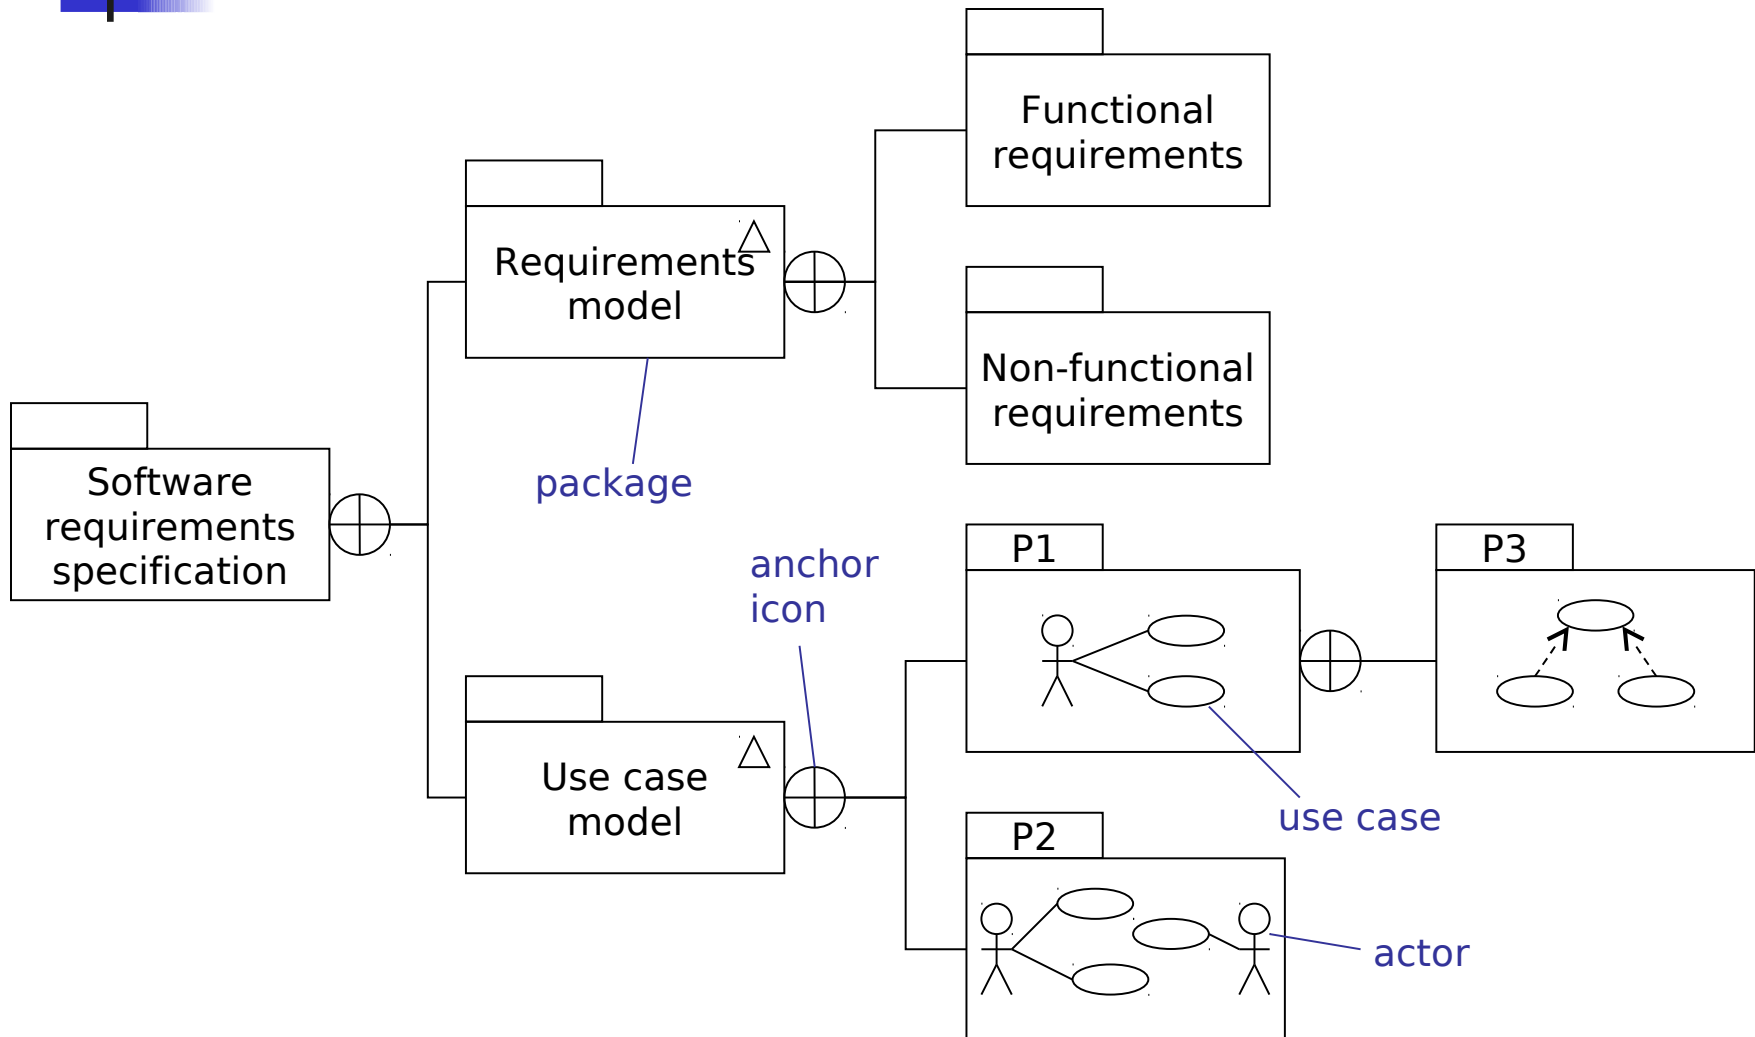 Functional
requirements
Requirements
model
Non-functional
requirements
package
Software
requirements
specification
anchor
icon
P1
P3
Use case
model
use case
P2
actor